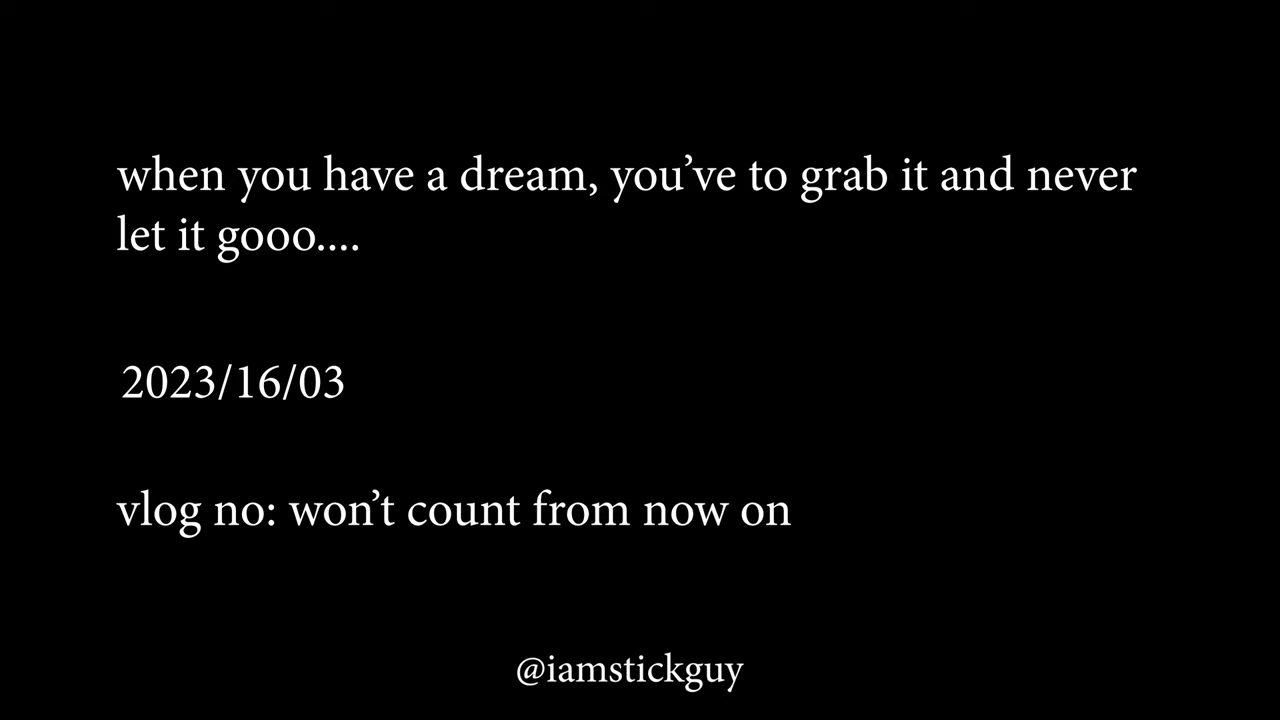 when you have a dream, you’ve to grab it and never
let it gooo....
2023/16/03
vlog no: won’t count from now on
@iamstickguy